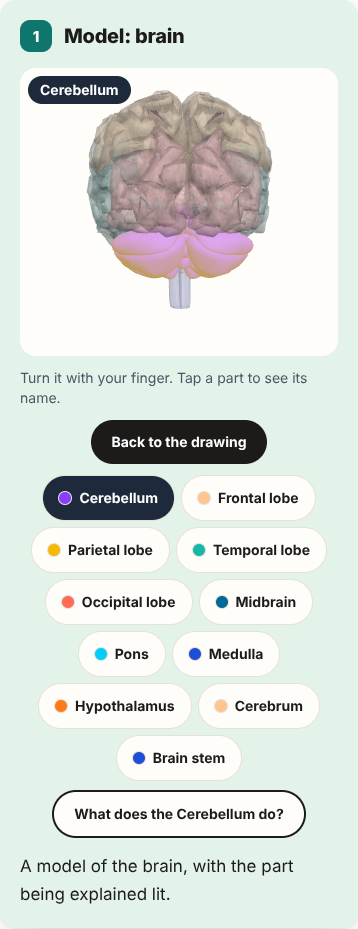 1 Model: brain
Cerebellum
Turn it with your finger. Tap a part to see its
name.
Back to the drawing
Cerebellum
Frontal lobe
Parietal lobe
Temporal lobe
Occipital lobe
Midbrain
Pons
Medulla
Hypothalamus
Cerebrum
Brain stem
What does the Cerebellum do?
A model of the brain, with the part
being explained lit.